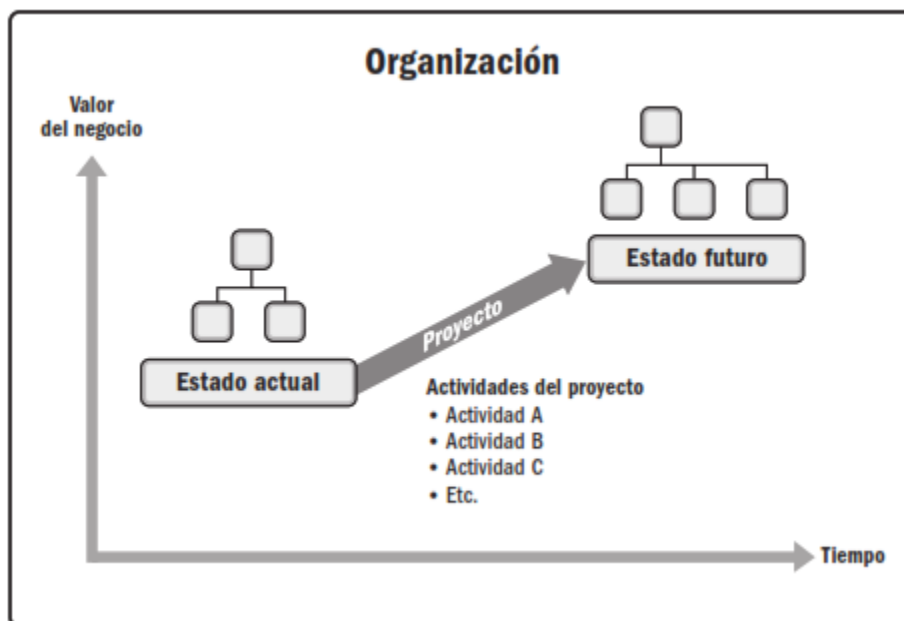 Organización
Valor
del negocio
Estado futuro
Proyecto
Estado actual
Actividades del proyecto
• Actividad A
• Actividad B
• Actividad C
• Etc.
Tiempo